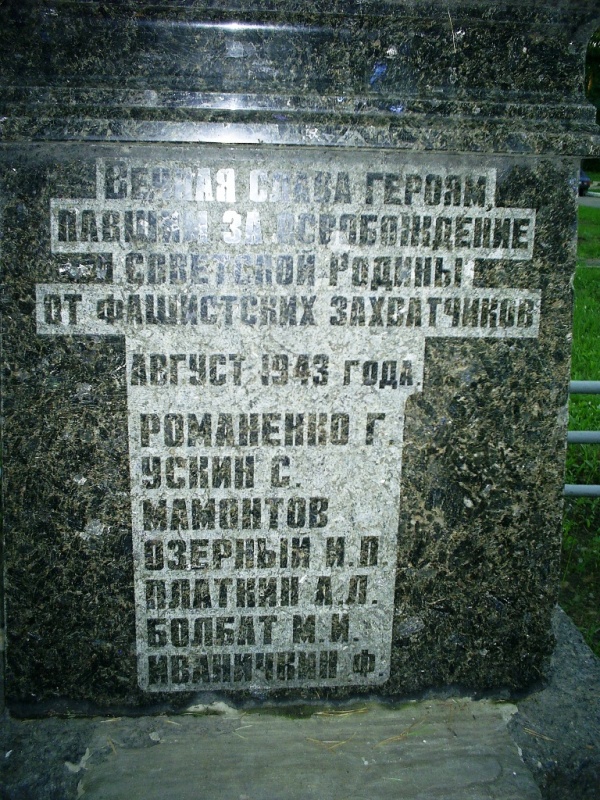 Вечная слава героям,
павшим за освобождение
Советской Родины
от фашистских захватчиков
август 1943 года.
РОМАНЕНКО Г.
УСКИН С.
МАМОНТОВ
ОЗЕРНЫЙ И.П.
ПЛАТКИН А.Л.
БОЛБАТ М.И.
ИВАНИЧКИН Ф